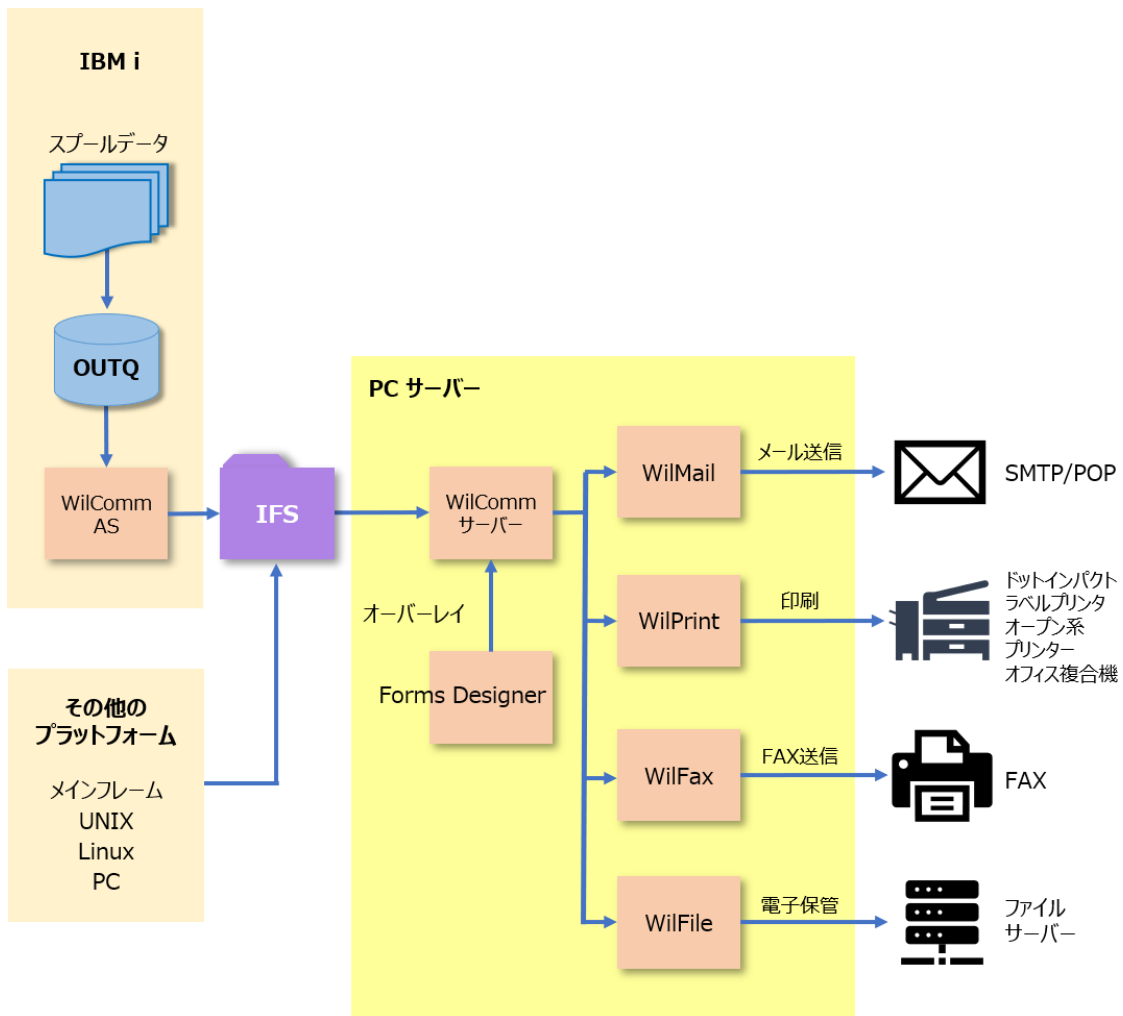 IBM i
スプールデータ
OUTQ
WilComm
AS
IFS
その他の
プラットフォーム
メインフレーム
UNIX
Linux
PC
PC サーバー
WilComm
サーバー
オーバーレイ
Forms Designer
WilMail
メール送信
SMTP/POP
WilPrint
印刷
ドットインパクト
ラベルプリンタ
オープン系
プリンター
オフィス複合機
WilFax
FAX送信
FAX
WilFile
電子保管
ファイル
サーバー